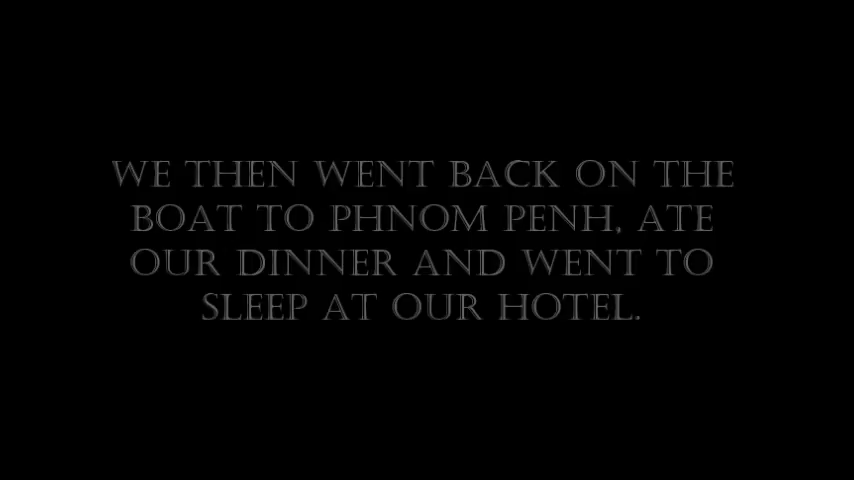 WE THEN WENT BACK ON THE
BOAT TO PHNOM PENH, ATE
OUR DINNER AND WENT TO
SLEEP AT OUR HOTEL.